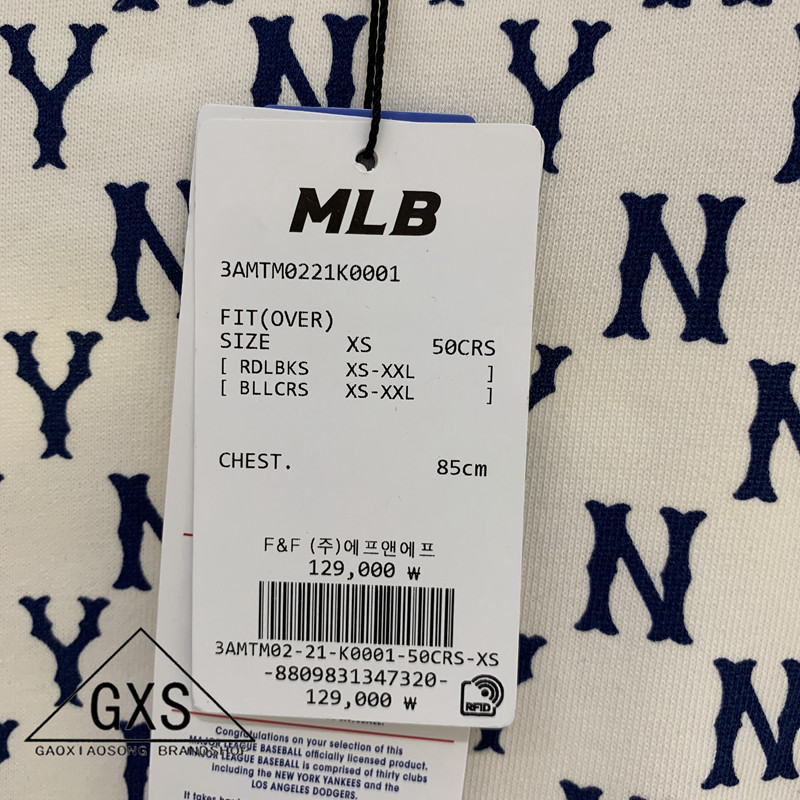 MLB
3AMTM0221K0001
FIT(OVER)
SIZE XS 50CRS
[ RDLBKS XS-XXL ]
[ BLLCRS XS-XXL ]
CHEST. 85cm
F&F (주)에프앤에프
129,000 ₩
3AMTM02-21-K0001-50CRS-XS
-8809831347320-
129,000 ₩
RFID
GXS
GAOXIAOSONG BRANDSHOP
Congratulations on your selection of this
MAJOR LEAGUE BASEBALL officially licensed product.
MAJOR LEAGUE BASEBALL is comprised of thirty clubs
including the NEW YORK YANKEES and the
LOS ANGELES DODGERS.
It takes